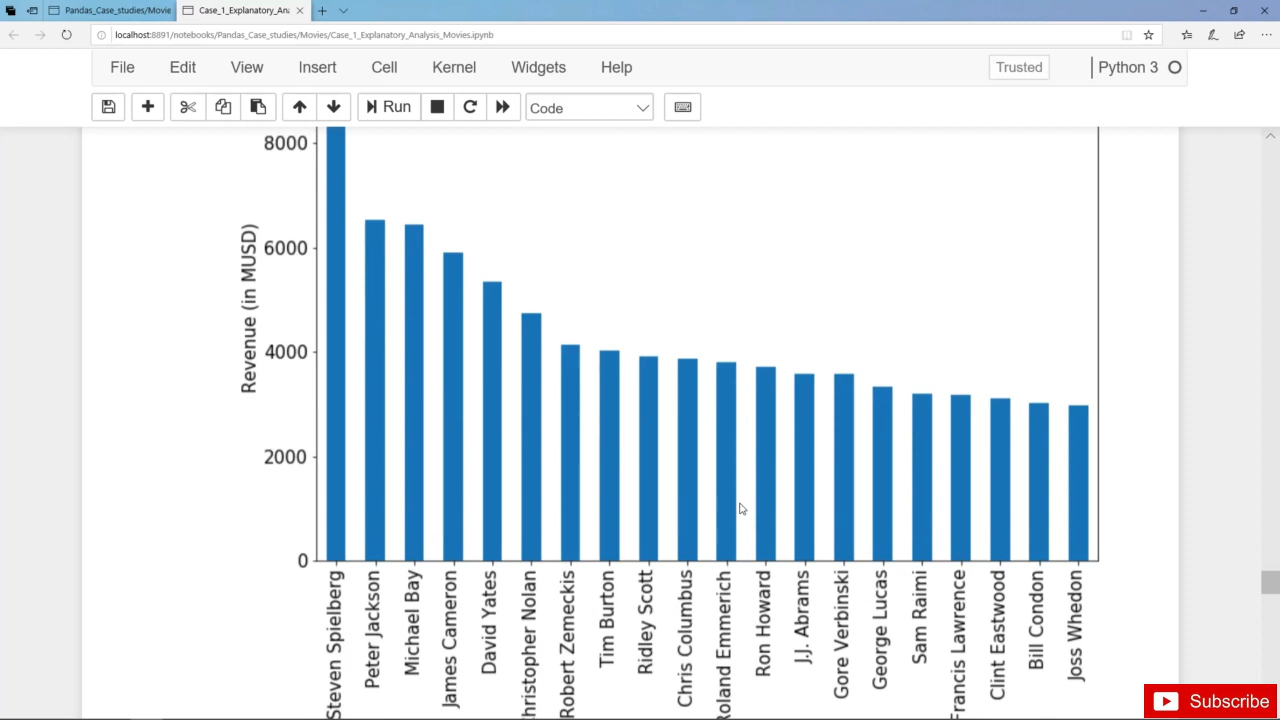 Pandas_Case_studies/Movie
Case_1_Explanatory_Ana
localhost:8891/notebooks/Pandas_Case_studies/Movies/Case_1_Explanatory_Analysis_Movies.ipynb
File Edit View Insert Cell Kernel Widgets Help Trusted Python 3
Run Code
8000
6000
4000
2000
0
Revenue (in MUSD)
Steven Spielberg
Peter Jackson
Michael Bay
James Cameron
David Yates
hristopher Nolan
Robert Zemeckis
Tim Burton
Ridley Scott
Chris Columbus
Roland Emmerich
Ron Howard
J.J. Abrams
Gore Verbinski
George Lucas
Sam Raimi
Francis Lawrence
Clint Eastwood
Bill Condon
Joss Whedon
Subscribe